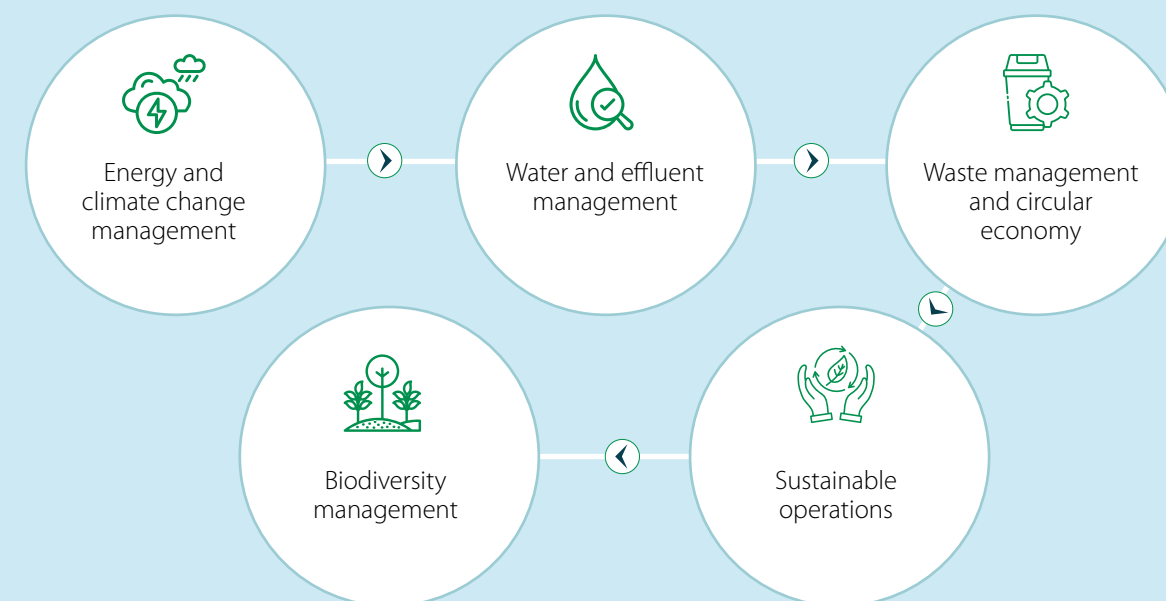 Energy and
climate change
management
Water and effluent
management
Waste management
and circular
economy
Sustainable
operations
Biodiversity
management